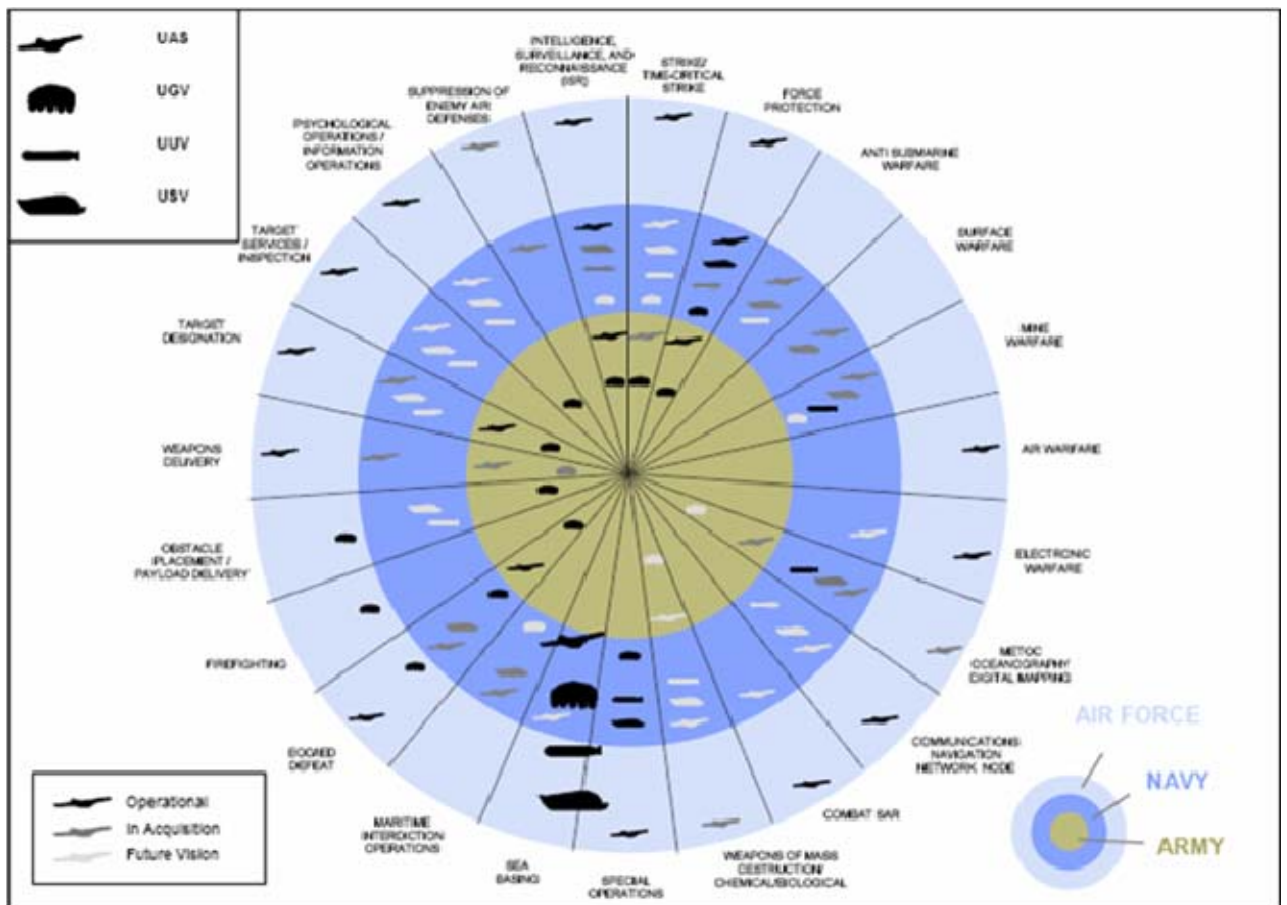 UAS
UGV
UUV
USV
INTELLIGENCE,
SURVEILLANCE, AND
RECONNAISSANCE
(ISR)
STRIKE/
TIME-CRITICAL
STRIKE
FORCE
PROTECTION
ANTI SUBMARINE
WARFARE
SURFACE
WARFARE
MINE
WARFARE
AIR WARFARE
ELECTRONIC
WARFARE
METOC
/OCEANOGRAPHY/
DIGITAL MAPPING
COMMUNICATIONS/
NAVIGATION
NETWORK NODE
COMBAT SAR
WEAPONS OF MASS
DESTRUCTION/
CHEMICAL/BIOLOGICAL
SPECIAL
OPERATIONS
SEA
BASING
MARITIME
INTERDICTION
OPERATIONS
DEFEAT
FIREFIGHTING
OBSTACLE
PAYLOAD DELIVERY
WEAPONS
DELIVERY
TARGET
DESIGNATION
TARGET
SERVICES /
INSPECTION
PSYCHOLOGICAL
OPERATIONS /
INFORMATION
OPERATIONS
SUPPRESSION OF
ENEMY AIR
DEFENSES
Operational
In Acquisition
Future Vision
AIR FORCE
NAVY
ARMY